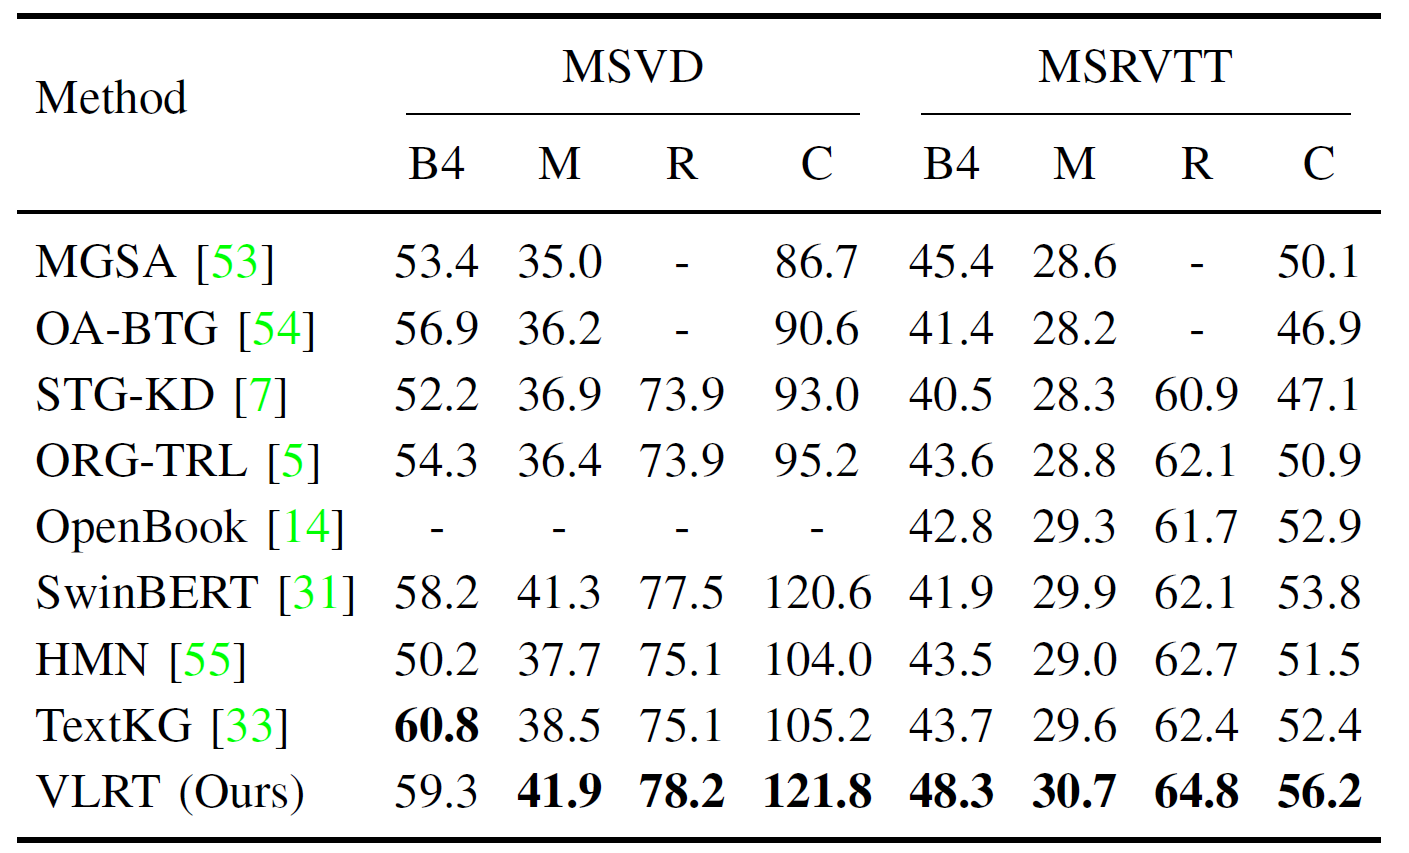 Method MSVD MSRVTT
B4 M R C B4 M R C
MGSA [53] 53.4 35.0 - 86.7 45.4 28.6 - 50.1
OA-BTG [54] 56.9 36.2 - 90.6 41.4 28.2 - 46.9
STG-KD [7] 52.2 36.9 73.9 93.0 40.5 28.3 60.9 47.1
ORG-TRL [5] 54.3 36.4 73.9 95.2 43.6 28.8 62.1 50.9
OpenBook [14] - - - - 42.8 29.3 61.7 52.9
SwinBERT [31] 58.2 41.3 77.5 120.6 41.9 29.9 62.1 53.8
HMN [55] 50.2 37.7 75.1 104.0 43.5 29.0 62.7 51.5
TextKG [33] 60.8 38.5 75.1 105.2 43.7 29.6 62.4 52.4
VLRT (Ours) 59.3 41.9 78.2 121.8 48.3 30.7 64.8 56.2